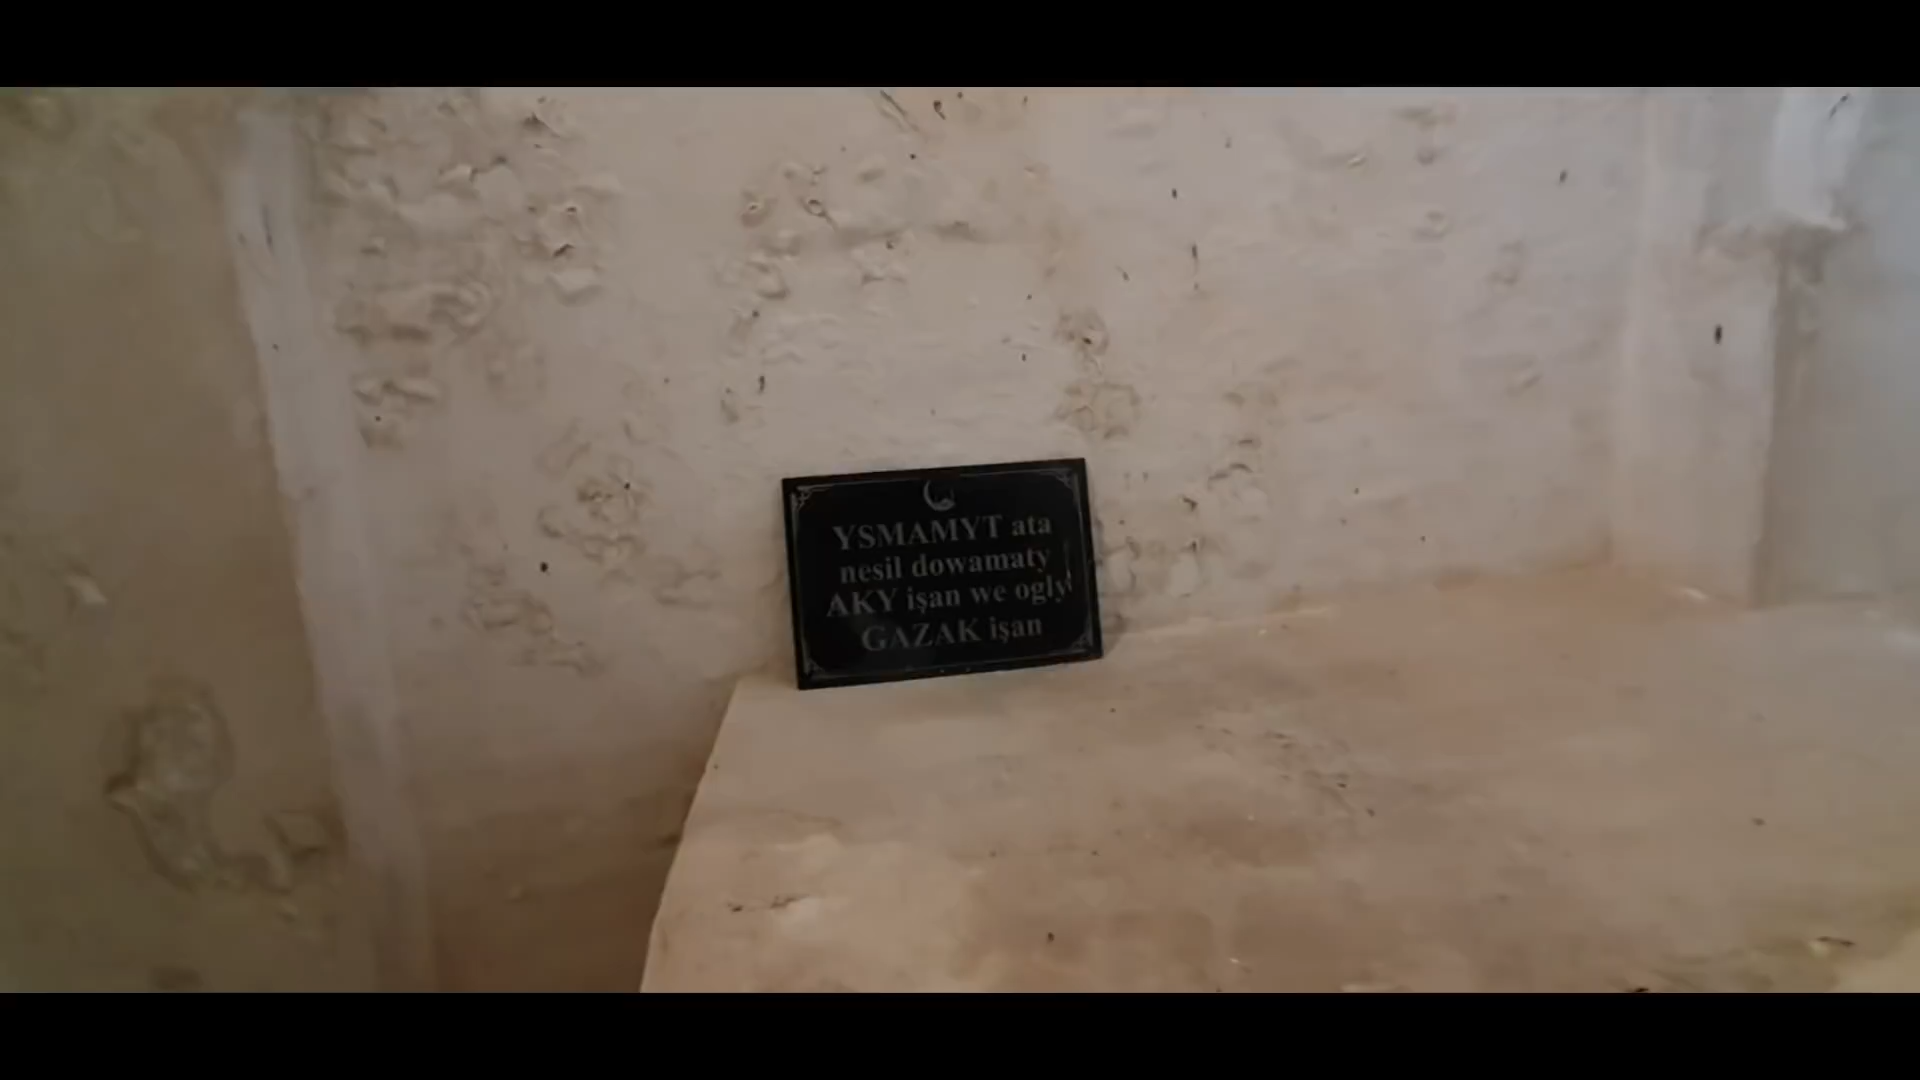 YSMAMYT ata
nesil dowamaty
AKY işan we ogly
GAZAK işan